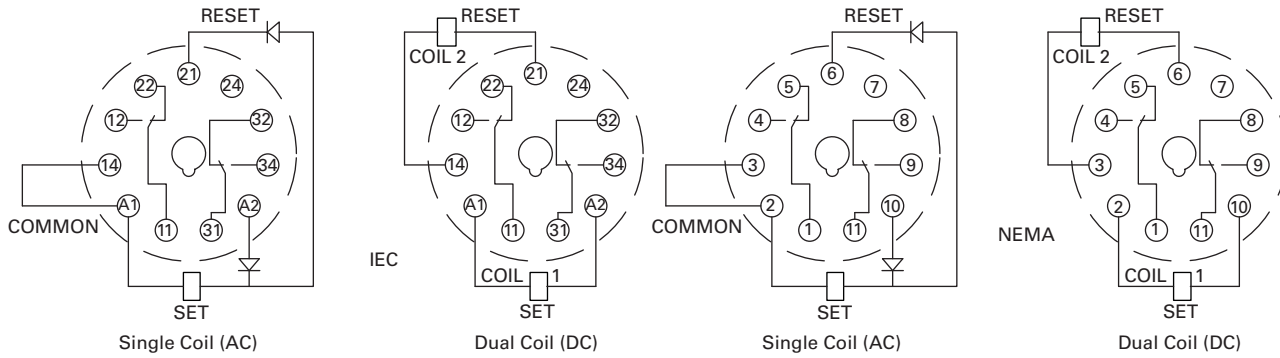 RESET
21
22
24
12
32
14
34
A1
A2
COMMON
11
31
SET
Single Coil (AC)
RESET
COIL 2
21
22
24
12
32
14
34
A1
A2
11
31
IEC
COIL 1
SET
Dual Coil (DC)
RESET
6
5
7
4
8
3
9
2
10
COMMON
1
11
SET
Single Coil (AC)
RESET
COIL 2
6
5
7
4
8
3
9
2
10
1
11
NEMA
COIL 1
SET
Dual Coil (DC)